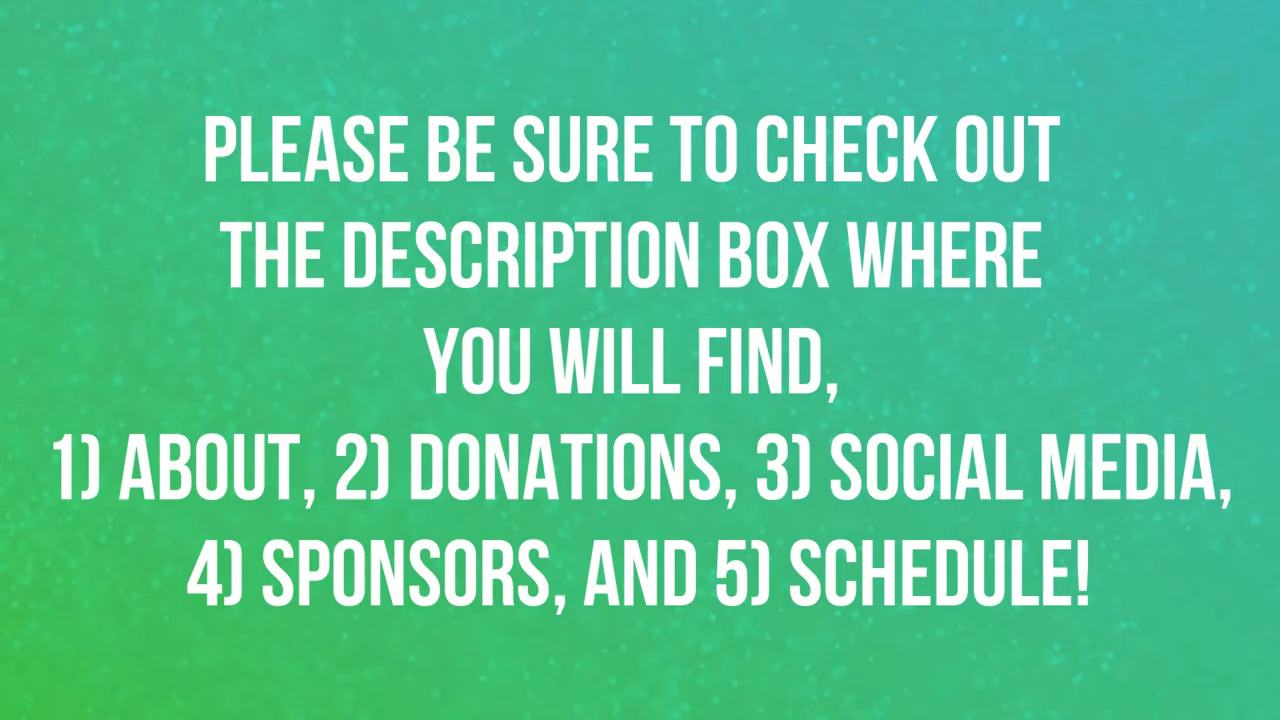 PLEASE BE SURE TO CHECK OUT
THE DESCRIPTION BOX WHERE
YOU WILL FIND,
1) ABOUT, 2) DONATIONS, 3) SOCIAL MEDIA,
4) SPONSORS, AND 5) SCHEDULE!